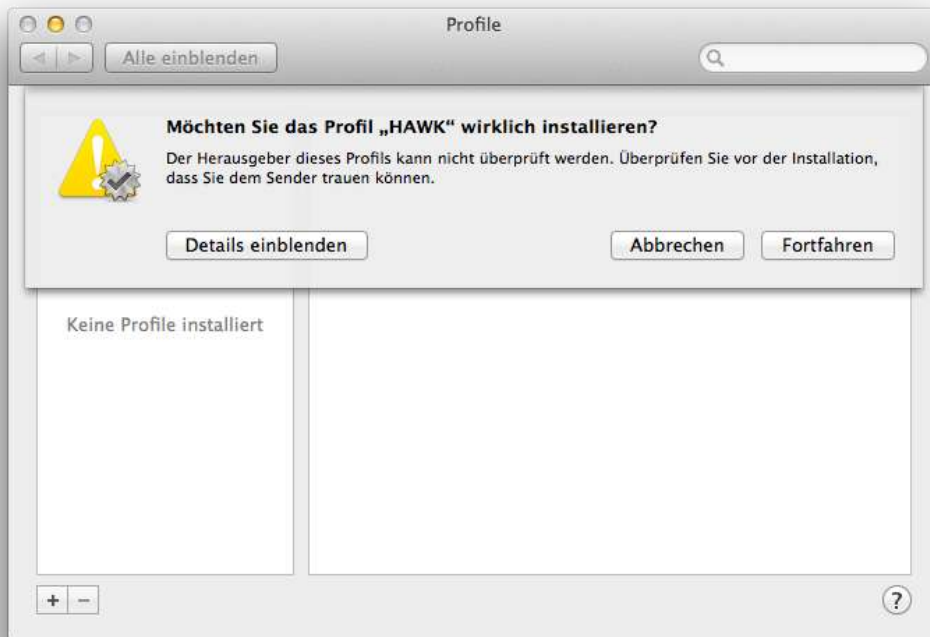 Profile
Alle einblenden
Möchten Sie das Profil „HAWK“ wirklich installieren?
Der Herausgeber dieses Profils kann nicht überprüft werden. Überprüfen Sie vor der Installation,
dass Sie dem Sender trauen können.
Details einblenden
Abbrechen
Fortfahren
Keine Profile installiert
+
−
?